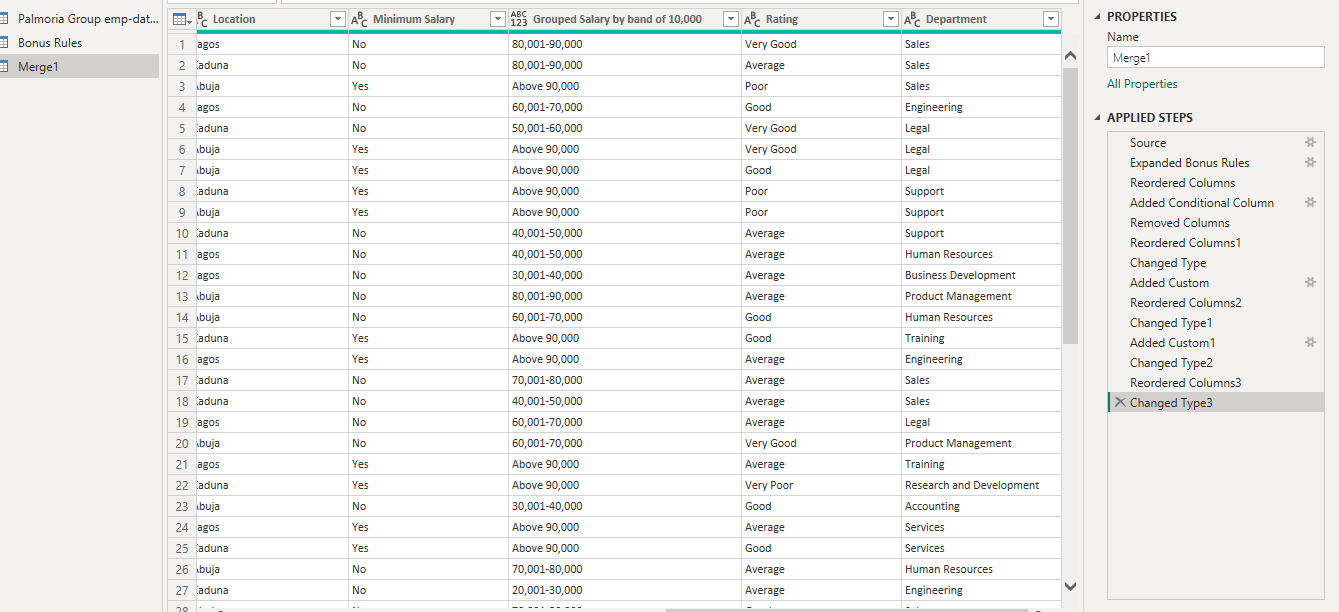 Palmoria Group emp-dat...
Bonus Rules
Merge1
Location Minimum Salary Grouped Salary by band of 10,000 Rating Department
1 agos No 80,001-90,000 Very Good Sales
2 aduna No 80,001-90,000 Average Sales
3 buja Yes Above 90,000 Poor Sales
4 agos No 60,001-70,000 Good Engineering
5 aduna No 50,001-60,000 Very Good Legal
6 buja Yes Above 90,000 Very Good Legal
7 buja Yes Above 90,000 Good Legal
8 aduna Yes Above 90,000 Poor Support
9 buja Yes Above 90,000 Poor Support
10 aduna No 40,001-50,000 Average Support
11 agos No 40,001-50,000 Average Human Resources
12 agos No 30,001-40,000 Average Business Development
13 buja No 80,001-90,000 Average Product Management
14 buja No 60,001-70,000 Good Human Resources
15 aduna Yes Above 90,000 Good Training
16 agos Yes Above 90,000 Average Engineering
17 aduna No 70,001-80,000 Average Sales
18 aduna No 40,001-50,000 Average Sales
19 agos No 60,001-70,000 Average Legal
20 buja No 60,001-70,000 Very Good Product Management
21 agos Yes Above 90,000 Average Training
22 aduna Yes Above 90,000 Very Poor Research and Development
23 buja No 30,001-40,000 Good Accounting
24 agos Yes Above 90,000 Average Services
25 aduna Yes Above 90,000 Good Services
26 buja No 70,001-80,000 Average Human Resources
27 aduna No 20,001-30,000 Average Engineering
28
PROPERTIES
Name
Merge1
All Properties
APPLIED STEPS
Source
Expanded Bonus Rules
Reordered Columns
Added Conditional Column
Removed Columns
Reordered Columns1
Changed Type
Added Custom
Reordered Columns2
Changed Type1
Added Custom1
Changed Type2
Reordered Columns3
Changed Type3